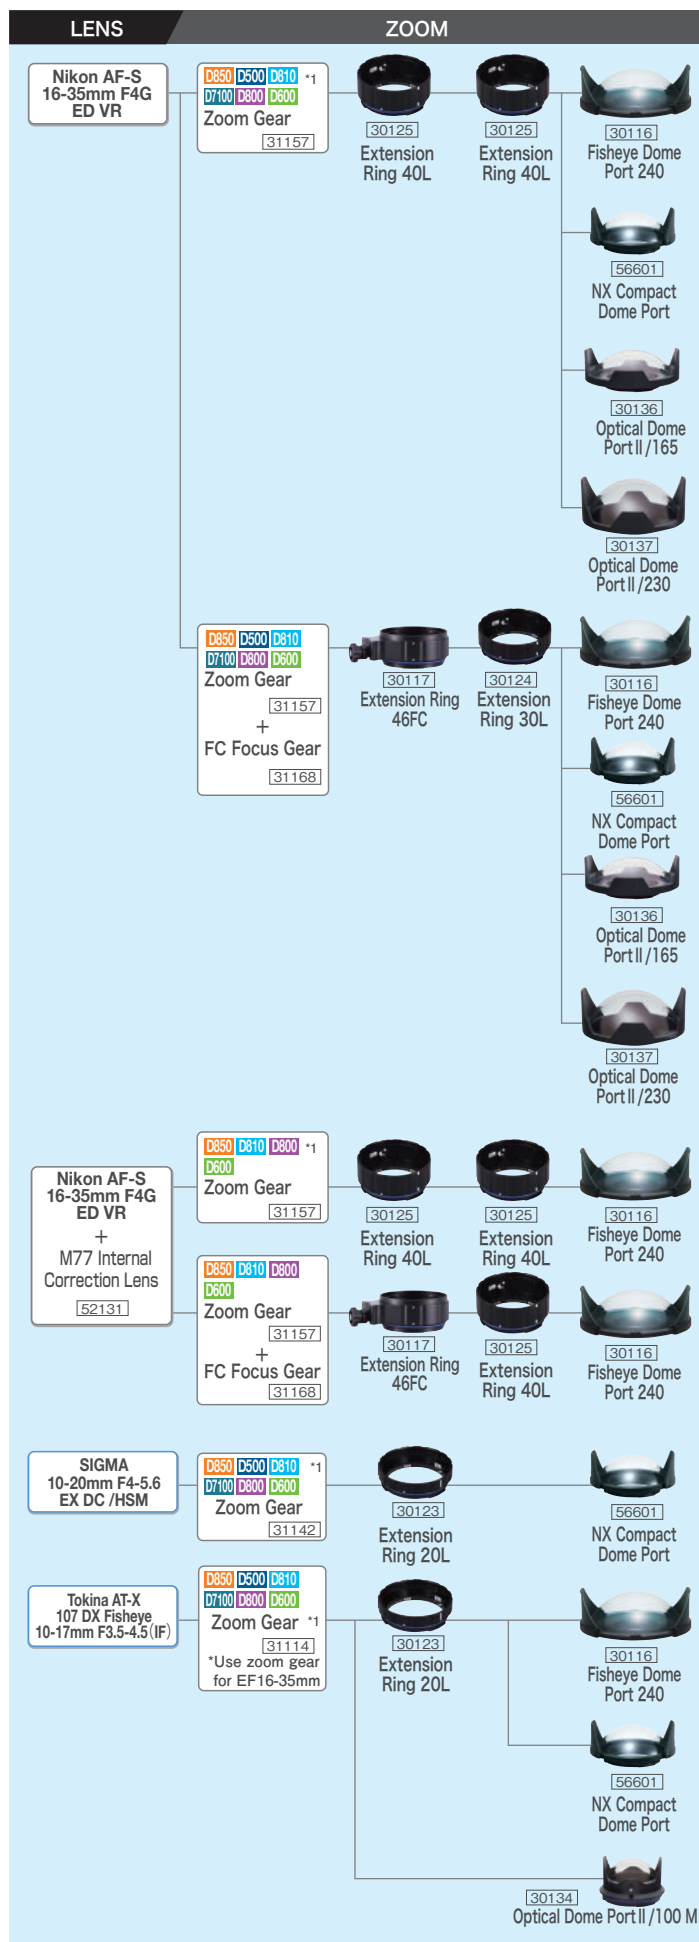 LENS
ZOOM
Nikon AF-S
16-35mm F4G
ED VR
D850 D500 D810 *1
D7100 D800 D600
Zoom Gear
31157
30125
Extension
Ring 40L
30125
Extension
Ring 40L
30116
Fisheye Dome
Port 240
56601
NX Compact
Dome Port
30136
Optical Dome
Port II /165
30137
Optical Dome
Port II /230
D850 D500 D810
D7100 D800 D600
Zoom Gear
31157
+
FC Focus Gear
31168
30117
Extension Ring
46FC
30124
Extension
Ring 30L
30116
Fisheye Dome
Port 240
56601
NX Compact
Dome Port
30136
Optical Dome
Port II /165
30137
Optical Dome
Port II /230
Nikon AF-S
16-35mm F4G
ED VR
+
M77 Internal
Correction Lens
52131
D850 D810 D800 *1
D600
Zoom Gear
31157
30125
Extension
Ring 40L
30125
Extension
Ring 40L
30116
Fisheye Dome
Port 240
D850 D810 D800
D600
Zoom Gear
31157
+
FC Focus Gear
31168
30117
Extension Ring
46FC
30125
Extension
Ring 40L
30116
Fisheye Dome
Port 240
SIGMA
10-20mm F4-5.6
EX DC /HSM
D850 D500 D810 *1
D7100 D800 D600
Zoom Gear
31142
30123
Extension
Ring 20L
56601
NX Compact
Dome Port
Tokina AT-X
107 DX Fisheye
10-17mm F3.5-4.5(IF)
D850 D500 D810
D7100 D800 D600
Zoom Gear *1
31114
*Use zoom gear
for EF16-35mm
30123
Extension
Ring 20L
30116
Fisheye Dome
Port 240
56601
NX Compact
Dome Port
30134
Optical Dome Port II /100 M